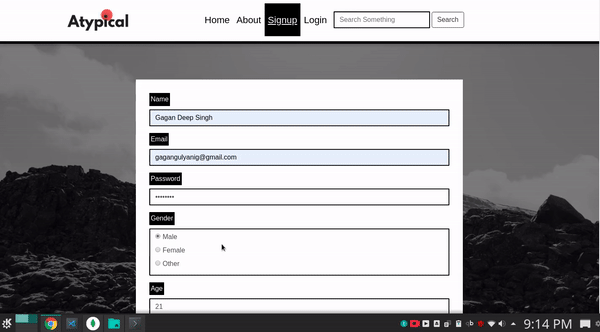 Atypical
Home About Signup Login Search Something Search
Name
Gagan Deep Singh
Email
gagangulyanig@gmail.com
Password
••••••••
Gender
Male
Female
Other
Age
21
9:14 PM